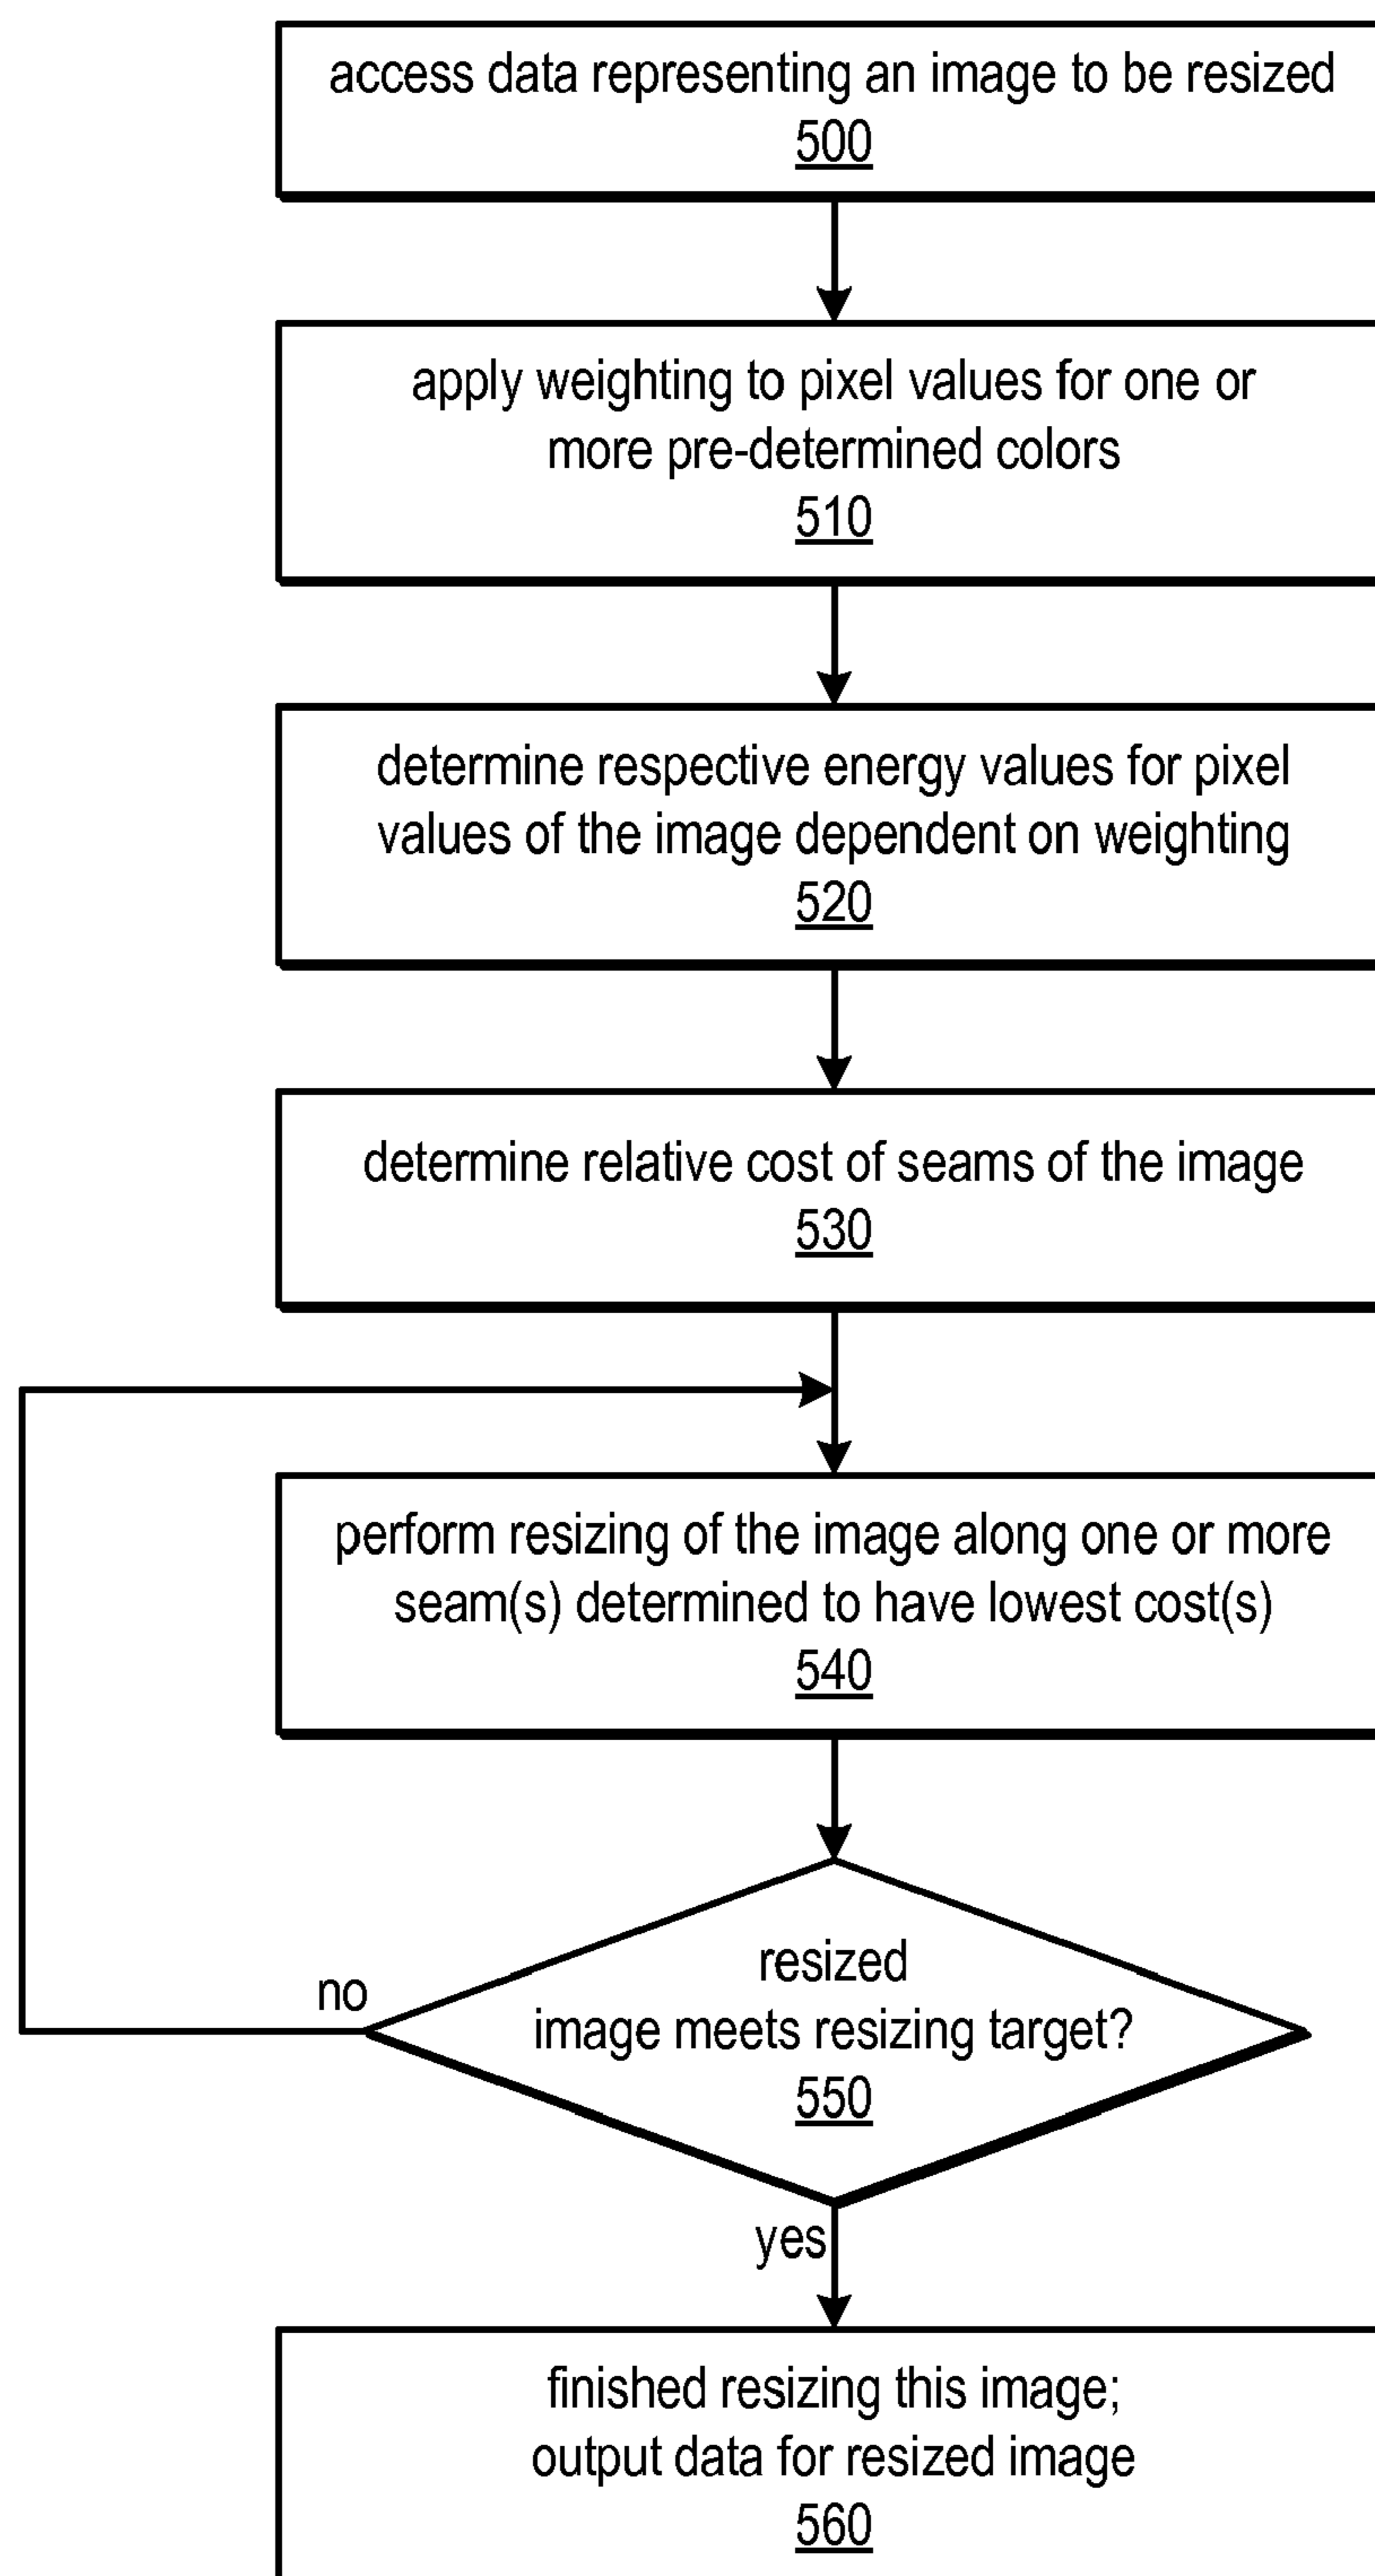 access data representing an image to be resized
500
apply weighting to pixel values for one or
more pre-determined colors
510
determine respective energy values for pixel
values of the image dependent on weighting
520
determine relative cost of seams of the image
530
perform resizing of the image along one or more
seam(s) determined to have lowest cost(s)
540
resized
image meets resizing target?
550
no
yes
finished resizing this image;
output data for resized image
560